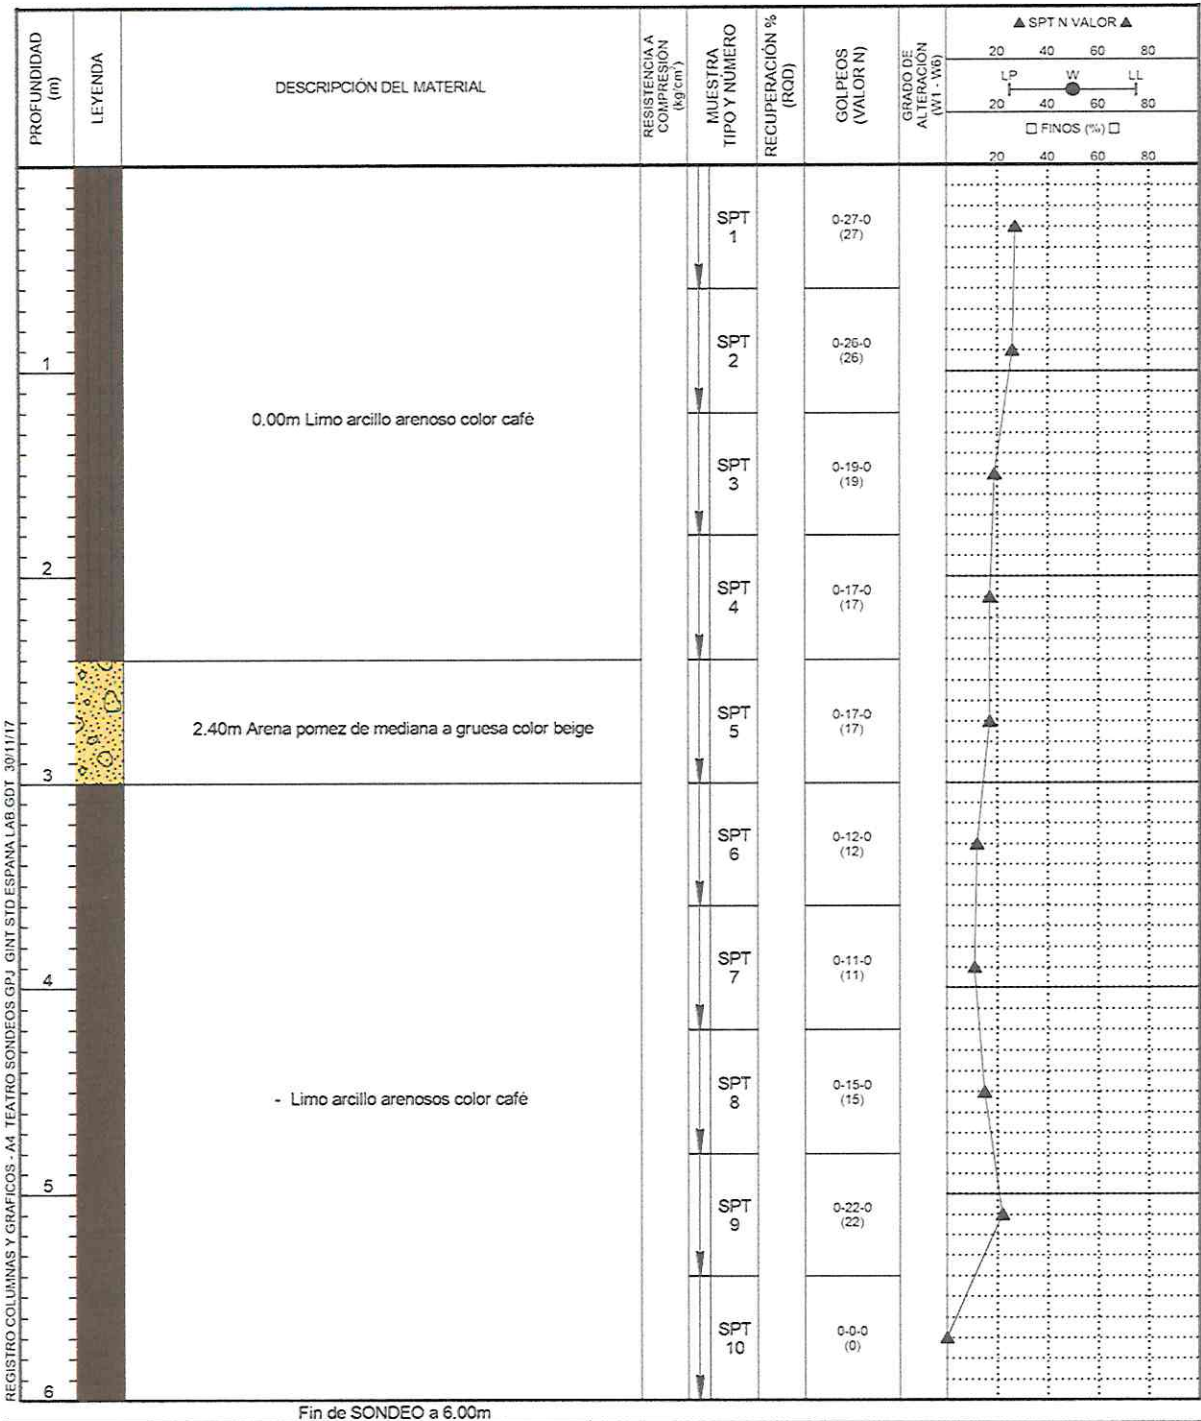 PROFUNDIDAD
(m)
LEYENDA
DESCRIPCIÓN DEL MATERIAL
RESISTENCIA A
COMPRESIÓN
(kg/cm²)
MUESTRA
TIPO Y NÚMERO
RECUPERACIÓN %
(RQD)
GOLPEOS
(VALOR N)
GRADO DE
ALTERACIÓN
(W1 - W6)
▲ SPT N VALOR ▲
20 40 60 80
LP W LL
20 40 60 80
□ FINOS (%) □
20 40 60 80
SPT
1
0-27-0
(27)
SPT
2
0-26-0
(26)
1
0.00m Limo arcillo arenoso color café
SPT
3
0-19-0
(19)
2
SPT
4
0-17-0
(17)
2.40m Arena pomez de mediana a gruesa color beige
SPT
5
0-17-0
(17)
3
SPT
6
0-12-0
(12)
SPT
7
0-11-0
(11)
4
- Limo arcillo arenosos color café
SPT
8
0-15-0
(15)
5
SPT
9
0-22-0
(22)
SPT
10
0-0-0
(0)
6
Fin de SONDEO a 6.00m
REGISTRO COLUMNAS Y GRAFICOS - A4 TEATRO SONDEOS GPJ GINT STD ESPANA LAB.GDT 30/11/17